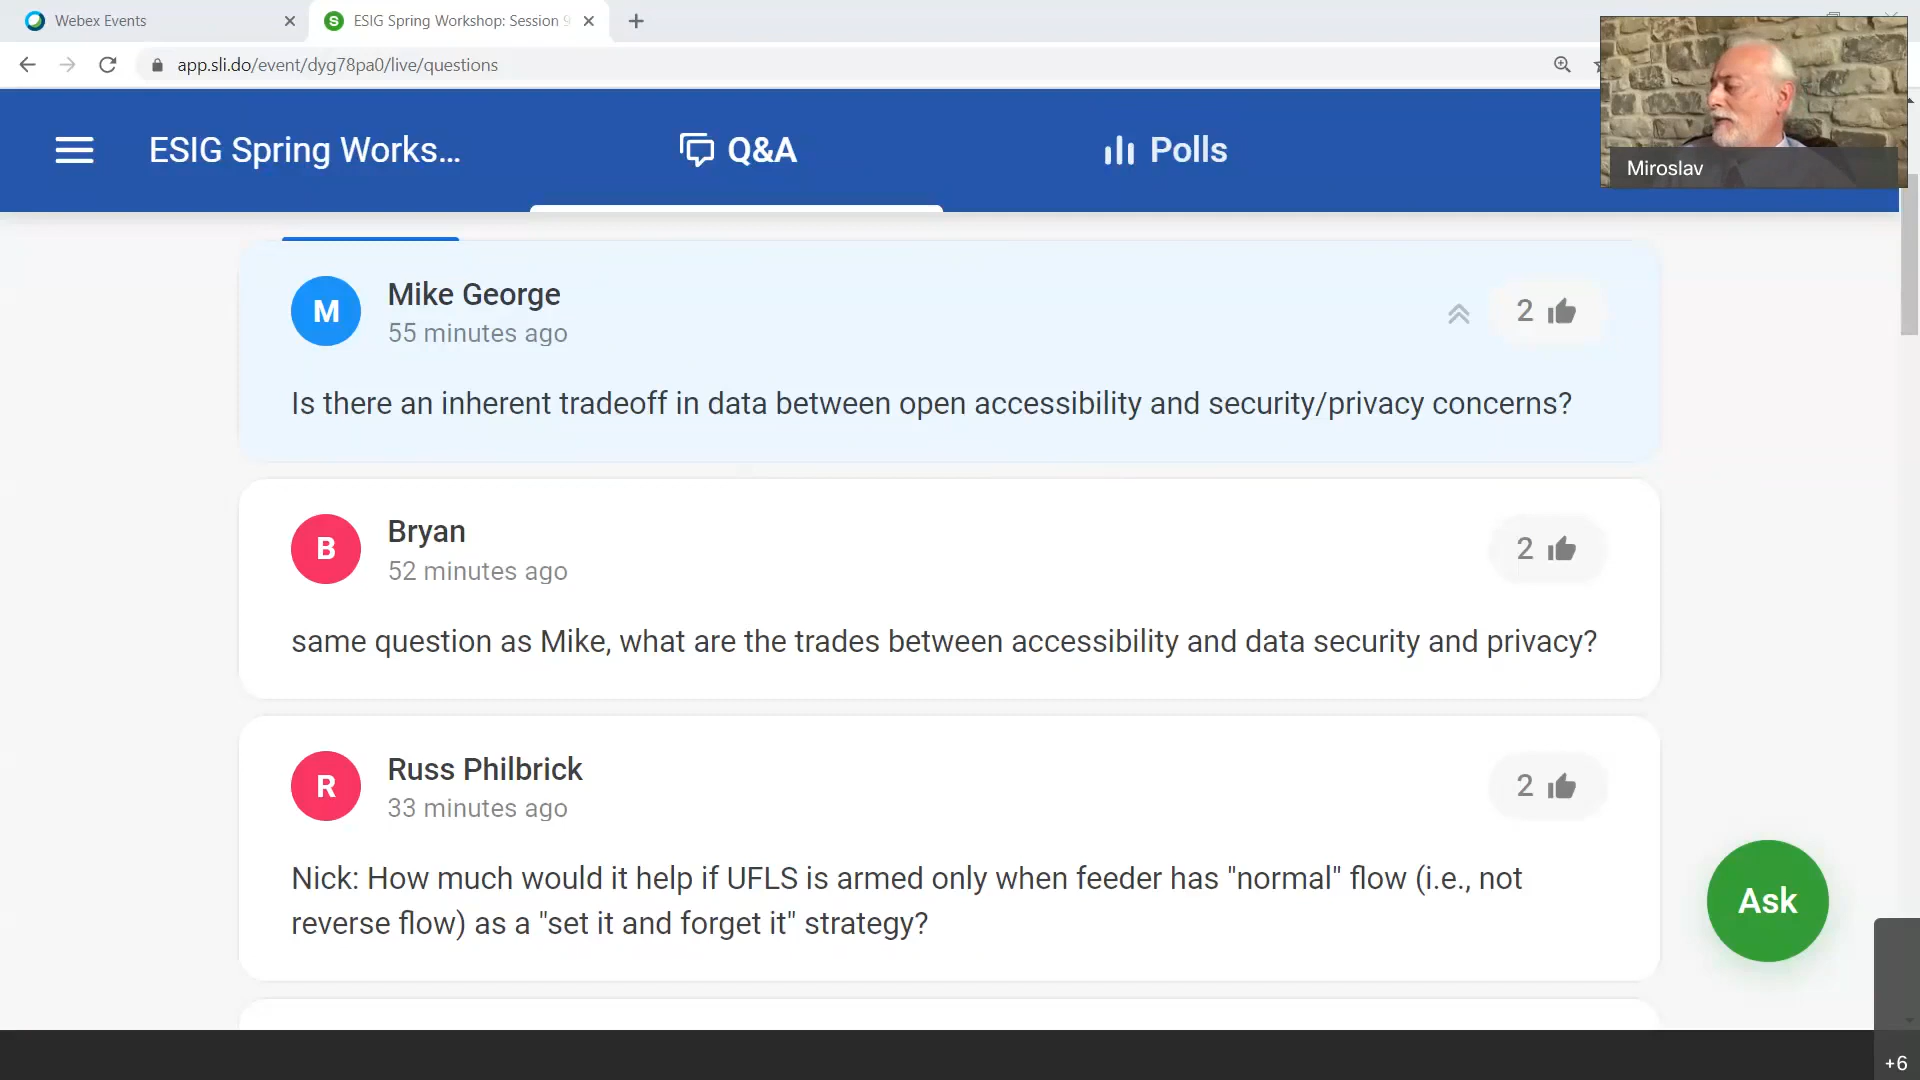 Webex Events
ESIG Spring Workshop: Session 9
app.sli.do/event/dyg78pa0/live/questions
ESIG Spring Works...
Q&A
Polls
Miroslav
M
Mike George
55 minutes ago
2
Is there an inherent tradeoff in data between open accessibility and security/privacy concerns?
B
Bryan
52 minutes ago
2
same question as Mike, what are the trades between accessibility and data security and privacy?
R
Russ Philbrick
33 minutes ago
2
Nick: How much would it help if UFLS is armed only when feeder has "normal" flow (i.e., not
reverse flow) as a "set it and forget it" strategy?
Ask
+6